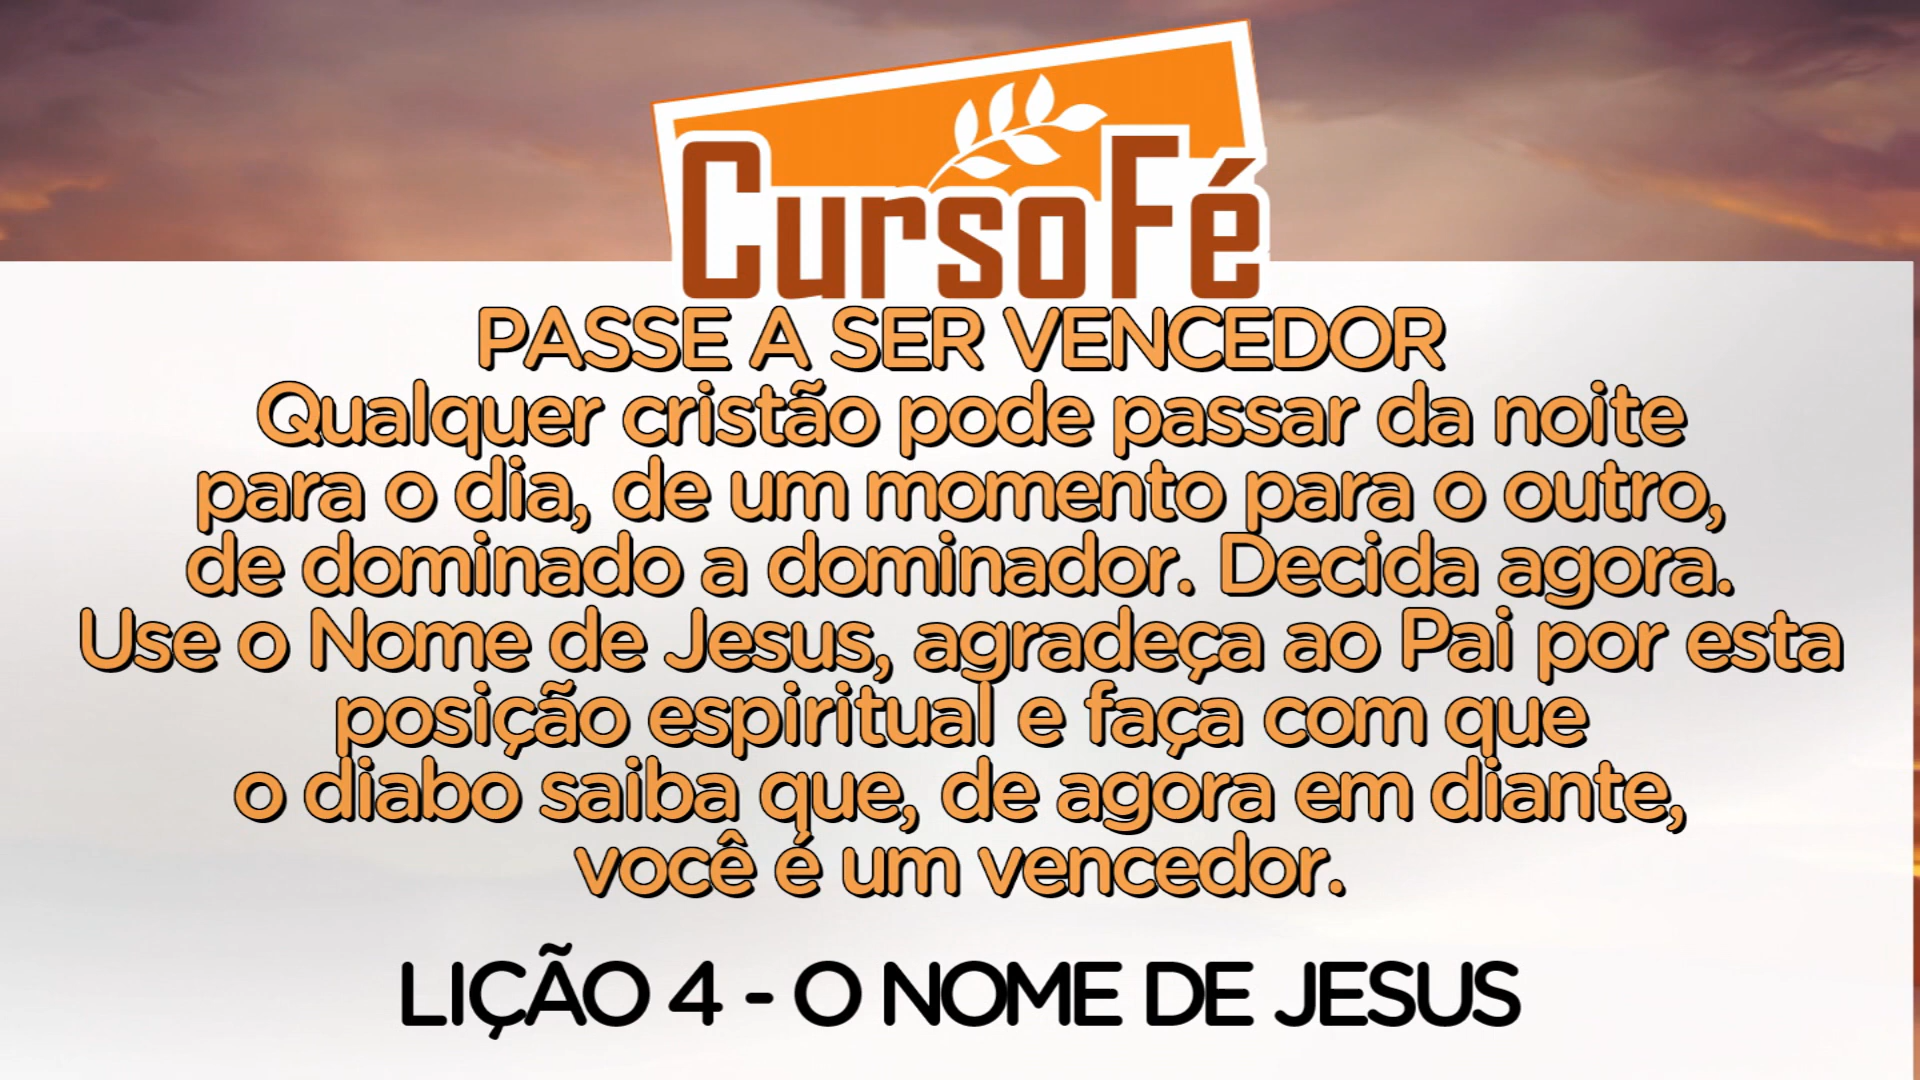 CursoFé
PASSE A SER VENCEDOR
Qualquer cristão pode passar da noite
para o dia, de um momento para o outro,
de dominado a dominador. Decida agora.
Use o Nome de Jesus, agradeça ao Pai por esta
posição espiritual e faça com que
o diabo saiba que, de agora em diante,
você é um vencedor.
LIÇÃO 4 - O NOME DE JESUS